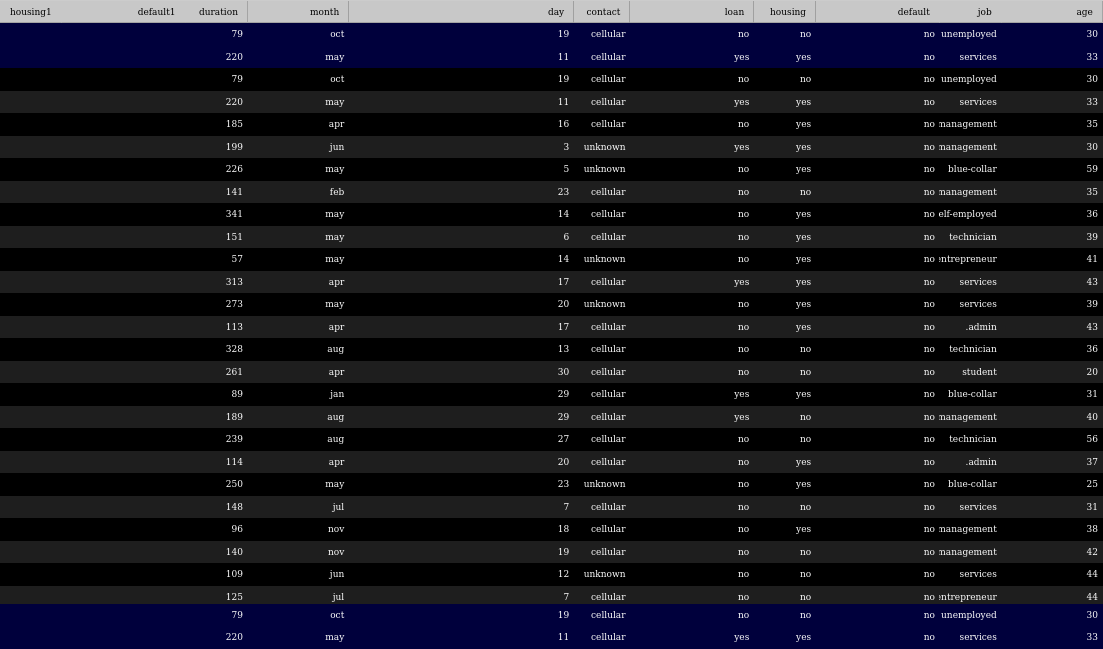 housing1 default1 duration month day contact loan housing default job age
79 oct 19 cellular no no no unemployed 30
220 may 11 cellular yes yes no services 33
79 oct 19 cellular no no no unemployed 30
220 may 11 cellular yes yes no services 33
185 apr 16 cellular no yes no management 35
199 jun 3 unknown yes yes no management 30
226 may 5 unknown no yes no blue-collar 59
141 feb 23 cellular no no no management 35
341 may 14 cellular no yes no elf-employed 36
151 may 6 cellular no yes no technician 39
57 may 14 unknown no yes no entrepreneur 41
313 apr 17 cellular yes yes no services 43
273 may 20 unknown no yes no services 39
113 apr 17 cellular no yes no .admin 43
328 aug 13 cellular no no no technician 36
261 apr 30 cellular no no no student 20
89 jan 29 cellular yes yes no blue-collar 31
189 aug 29 cellular yes no no management 40
239 aug 27 cellular no no no technician 56
114 apr 20 cellular no yes no .admin 37
250 may 23 unknown no yes no blue-collar 25
148 jul 7 cellular no no no services 31
96 nov 18 cellular no yes no management 38
140 nov 19 cellular no no no management 42
109 jun 12 unknown no no no services 44
125 jul 7 cellular no no no entrepreneur 44
79 oct 19 cellular no no no unemployed 30
220 may 11 cellular yes yes no services 33